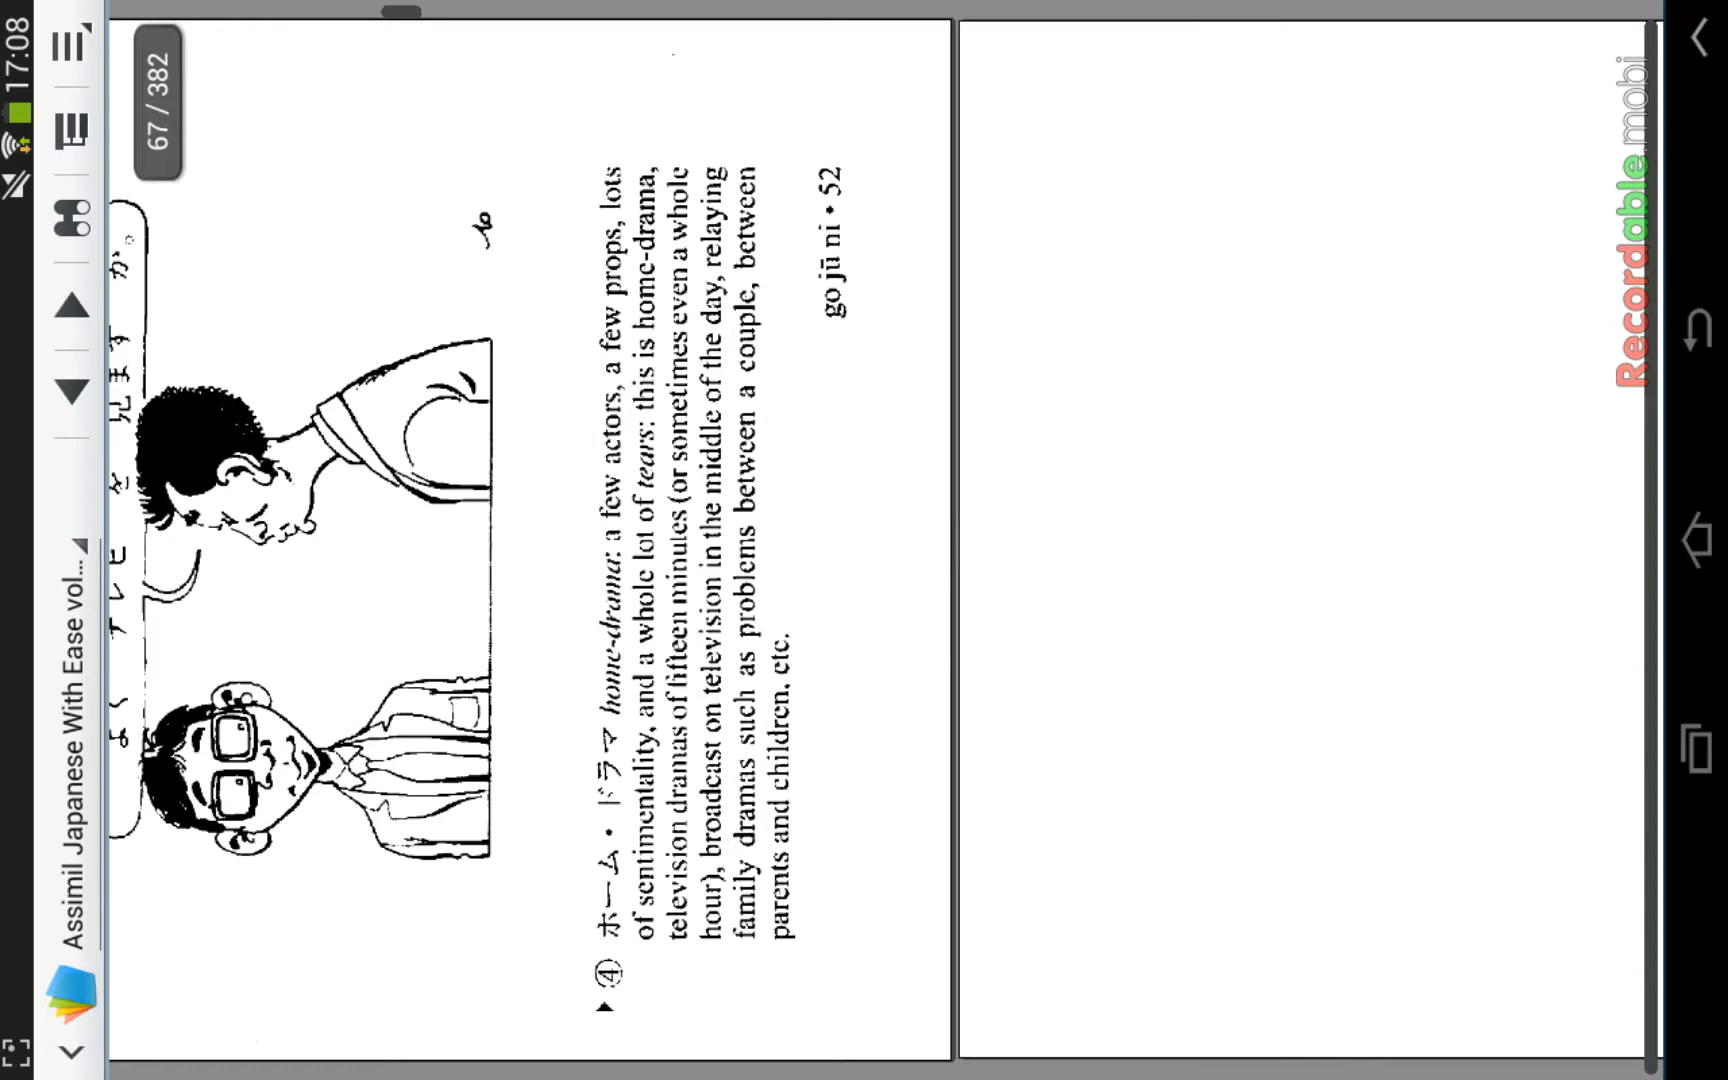 17:08
Assimil Japanese With Ease vol...
67 / 382
よく テレビ を 見ます か。
④ ホーム・ドラマ home-drama: a few actors, a few props, lots
of sentimentality, and a whole lot of tears: this is home-drama,
television dramas of fifteen minutes (or sometimes even a whole
hour), broadcast on television in the middle of the day, relaying
family dramas such as problems between a couple, between
parents and children, etc.
go jū ni • 52
Recordable.mobi